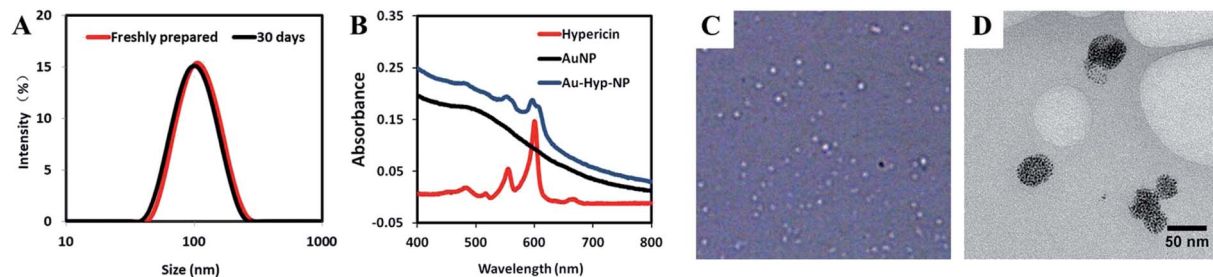 A
Freshly prepared
30 days
20
15
10
5
0
Intensity (%)
10
100
1000
Size (nm)
B
Hypericin
AuNP
Au-Hyp-NP
0.35
0.25
0.15
0.05
-0.05
Absorbance
400
500
600
700
800
Wavelength (nm)
C
D
50 nm